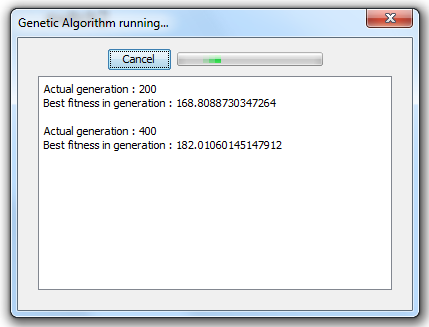 Genetic Algorithm running...
Cancel
Actual generation : 200
Best fitness in generation : 168.8088730347264
Actual generation : 400
Best fitness in generation : 182.01060145147912